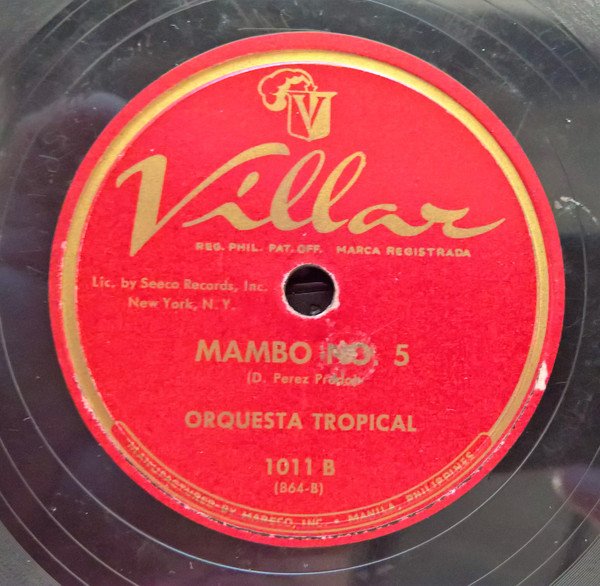 V
Villar
REG. PHIL. PAT. OFF. MARCA REGISTRADA
Lic. by Seeco Records, Inc.
New York, N. Y.
MAMBO NO. 5
(D. Perez Prado)
ORQUESTA TROPICAL
1011 B
(864-B)
MANUFACTURED BY MARECO, INC. • MANILA, PHILIPPINES